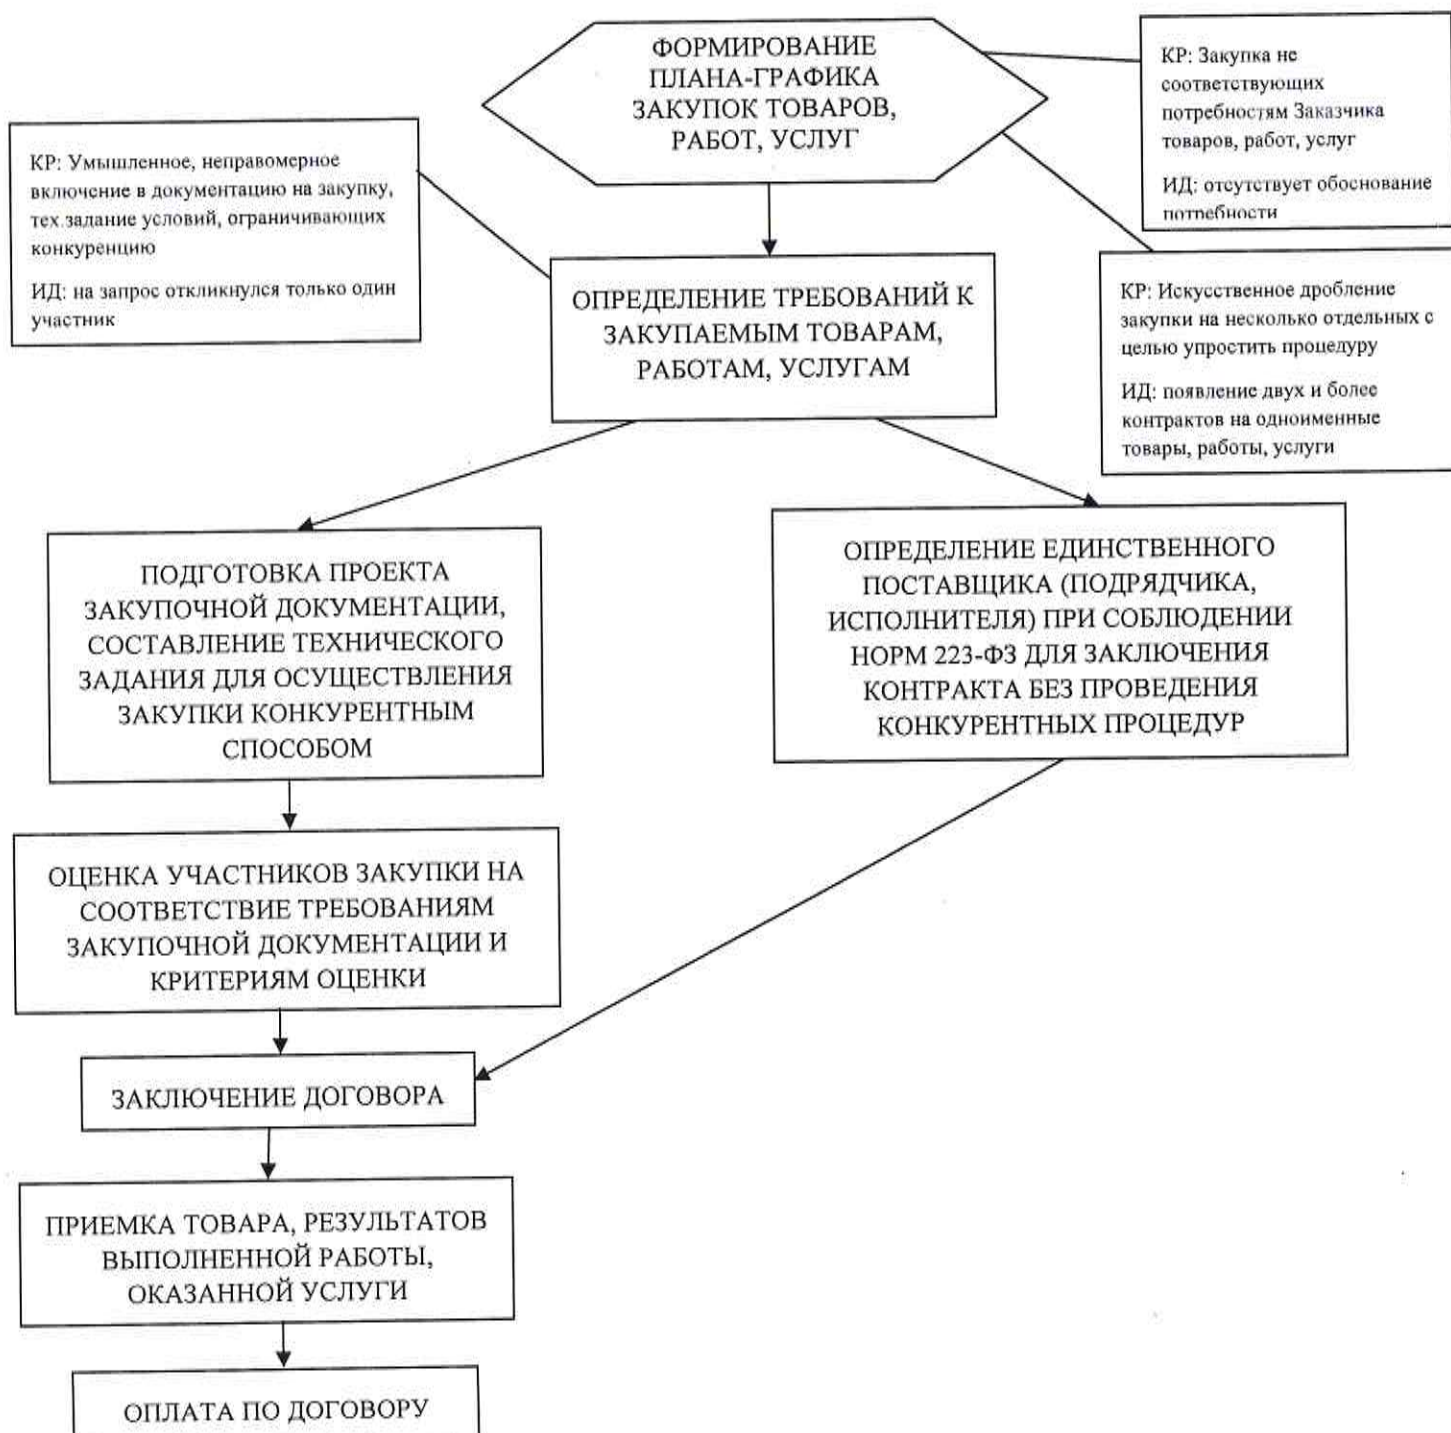 ФОРМИРОВАНИЕ
ПЛАНА-ГРАФИКА
ЗАКУПОК ТОВАРОВ,
РАБОТ, УСЛУГ
КР: Закупка не
соответствующих
потребностям Заказчика
товаров, работ, услуг
ИД: отсутствует обоснование
потребности
КР: Умышленное, неправомерное
включение в документацию на закупку,
тех.задание условий, ограничивающих
конкуренцию
ИД: на запрос откликнулся только один
участник
ОПРЕДЕЛЕНИЕ ТРЕБОВАНИЙ К
ЗАКУПАЕМЫМ ТОВАРАМ,
РАБОТАМ, УСЛУГАМ
КР: Искусственное дробление
закупки на несколько отдельных с
целью упростить процедуру
ИД: появление двух и более
контрактов на одноименные
товары, работы, услуги
ПОДГОТОВКА ПРОЕКТА
ЗАКУПОЧНОЙ ДОКУМЕНТАЦИИ,
СОСТАВЛЕНИЕ ТЕХНИЧЕСКОГО
ЗАДАНИЯ ДЛЯ ОСУЩЕСТВЛЕНИЯ
ЗАКУПКИ КОНКУРЕНТНЫМ
СПОСОБОМ
ОПРЕДЕЛЕНИЕ ЕДИНСТВЕННОГО
ПОСТАВЩИКА (ПОДРЯДЧИКА,
ИСПОЛНИТЕЛЯ) ПРИ СОБЛЮДЕНИИ
НОРМ 223-ФЗ ДЛЯ ЗАКЛЮЧЕНИЯ
КОНТРАКТА БЕЗ ПРОВЕДЕНИЯ
КОНКУРЕНТНЫХ ПРОЦЕДУР
ОЦЕНКА УЧАСТНИКОВ ЗАКУПКИ НА
СООТВЕТСТВИЕ ТРЕБОВАНИЯМ
ЗАКУПОЧНОЙ ДОКУМЕНТАЦИИ И
КРИТЕРИЯМ ОЦЕНКИ
ЗАКЛЮЧЕНИЕ ДОГОВОРА
ПРИЕМКА ТОВАРА, РЕЗУЛЬТАТОВ
ВЫПОЛНЕННОЙ РАБОТЫ,
ОКАЗАННОЙ УСЛУГИ
ОПЛАТА ПО ДОГОВОРУ